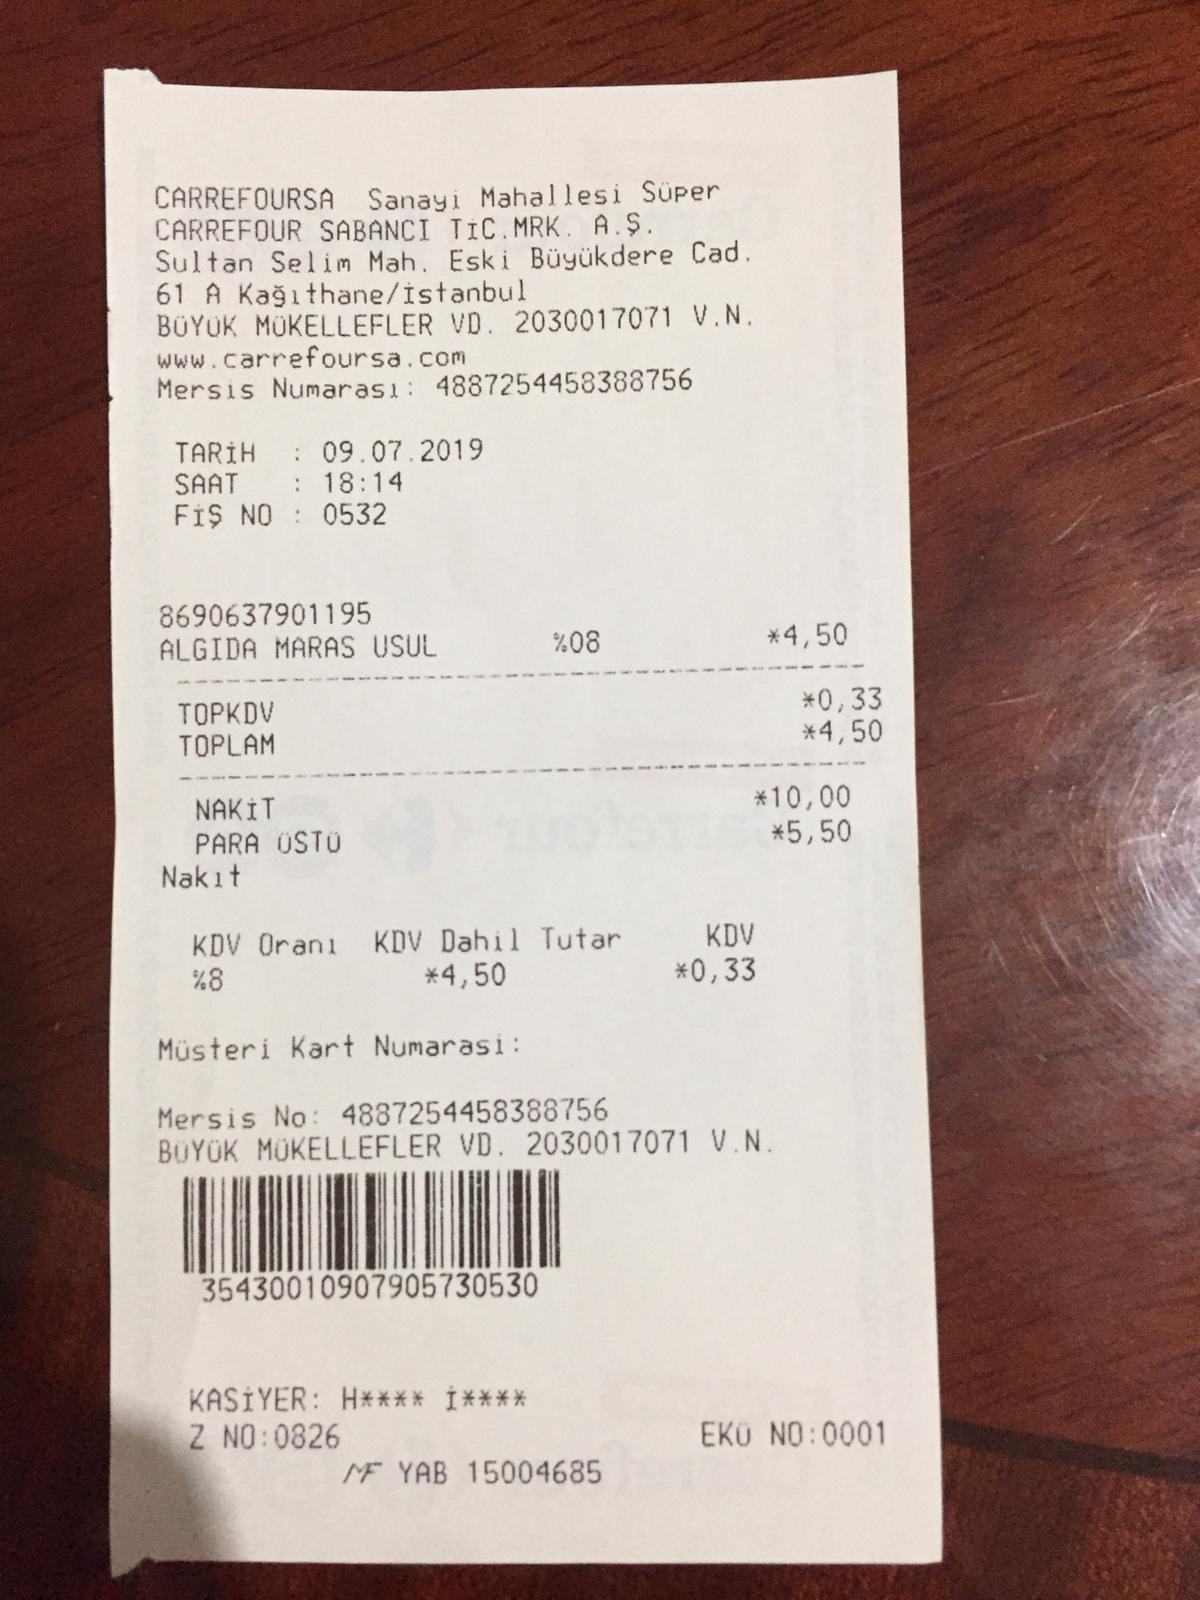 CARREFOURSA Sanayi Mahallesi Süper
CARREFOUR SABANCI TİC.MRK. A.Ş.
Sultan Selim Mah. Eski Büyükdere Cad.
61 A Kağıthane/İstanbul
BÜYÜK MÜKELLEFLER VD. 2030017071 V.N.
www.carrefoursa.com
Mersis Numarası: 4887254458388756
TARİH : 09.07.2019
SAAT : 18:14
FİŞ NO : 0532
8690637901195
ALGIDA MARAS USUL %08 *4,50
TOPKDV *0,33
TOPLAM *4,50
NAKİT *10,00
PARA ÜSTÜ *5,50
Nakıt
KDV Oranı KDV Dahil Tutar KDV
%8 *4,50 *0,33
Müsteri Kart Numarasi:
Mersis No: 4887254458388756
BÜYÜK MÜKELLEFLER VD. 2030017071 V.N.
35430010907905730530
KASİYER: H**** İ****
Z NO:0826 EKÜ NO:0001
MF YAB 15004685